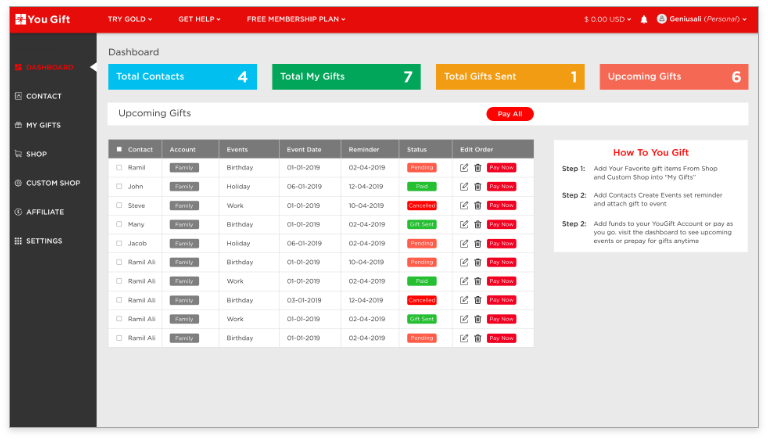 You Gift TRY GOLD GET HELP FREE MEMBERSHIP PLAN $ 0.00 USD Geniusali (Personal)
DASHBOARD
CONTACT
MY GIFTS
SHOP
CUSTOM SHOP
AFFILIATE
SETTINGS
Dashboard
Total Contacts 4 Total My Gifts 7 Total Gifts Sent 1 Upcoming Gifts 6
Upcoming Gifts Pay All
Contact Account Events Event Date Reminder Status Edit Order
Ramil Family Birthday 01-01-2019 02-04-2019 Pending Pay Now
John Family Holiday 06-01-2019 12-04-2019 Paid Pay Now
Steve Family Work 01-01-2019 10-04-2019 Cancelled Pay Now
Many Family Birthday 01-01-2019 02-04-2019 Gift Sent Pay Now
Jacob Family Holiday 06-01-2019 02-04-2019 Pending Pay Now
Ramil Ali Family Birthday 01-01-2019 10-04-2019 Pending Pay Now
Ramil Ali Family Work 01-01-2019 02-04-2019 Paid Pay Now
Ramil Ali Family Birthday 03-01-2019 12-04-2019 Cancelled Pay Now
Ramil Ali Family Work 01-01-2019 02-04-2019 Gift Sent Pay Now
Ramil Ali Family Birthday 01-01-2019 02-04-2019 Pending Pay Now
How To You Gift
Step 1: Add Your Favorite gift items From Shop
and Custom Shop into "My Gifts"
Step 2: Add Contacts Create Events set reminder
and attach gift to event
Step 2: Add funds to your YouGift Account or pay as
you go, visit the dashboard to see upcoming
events or prepay for gifts anytime